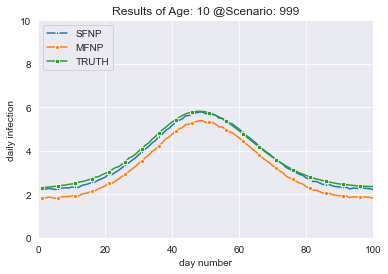 Results of Age: 10 @Scenario: 999
SFNP
MFNP
TRUTH
daily infection
10
8
6
4
2
0
0 20 40 60 80 100
day number